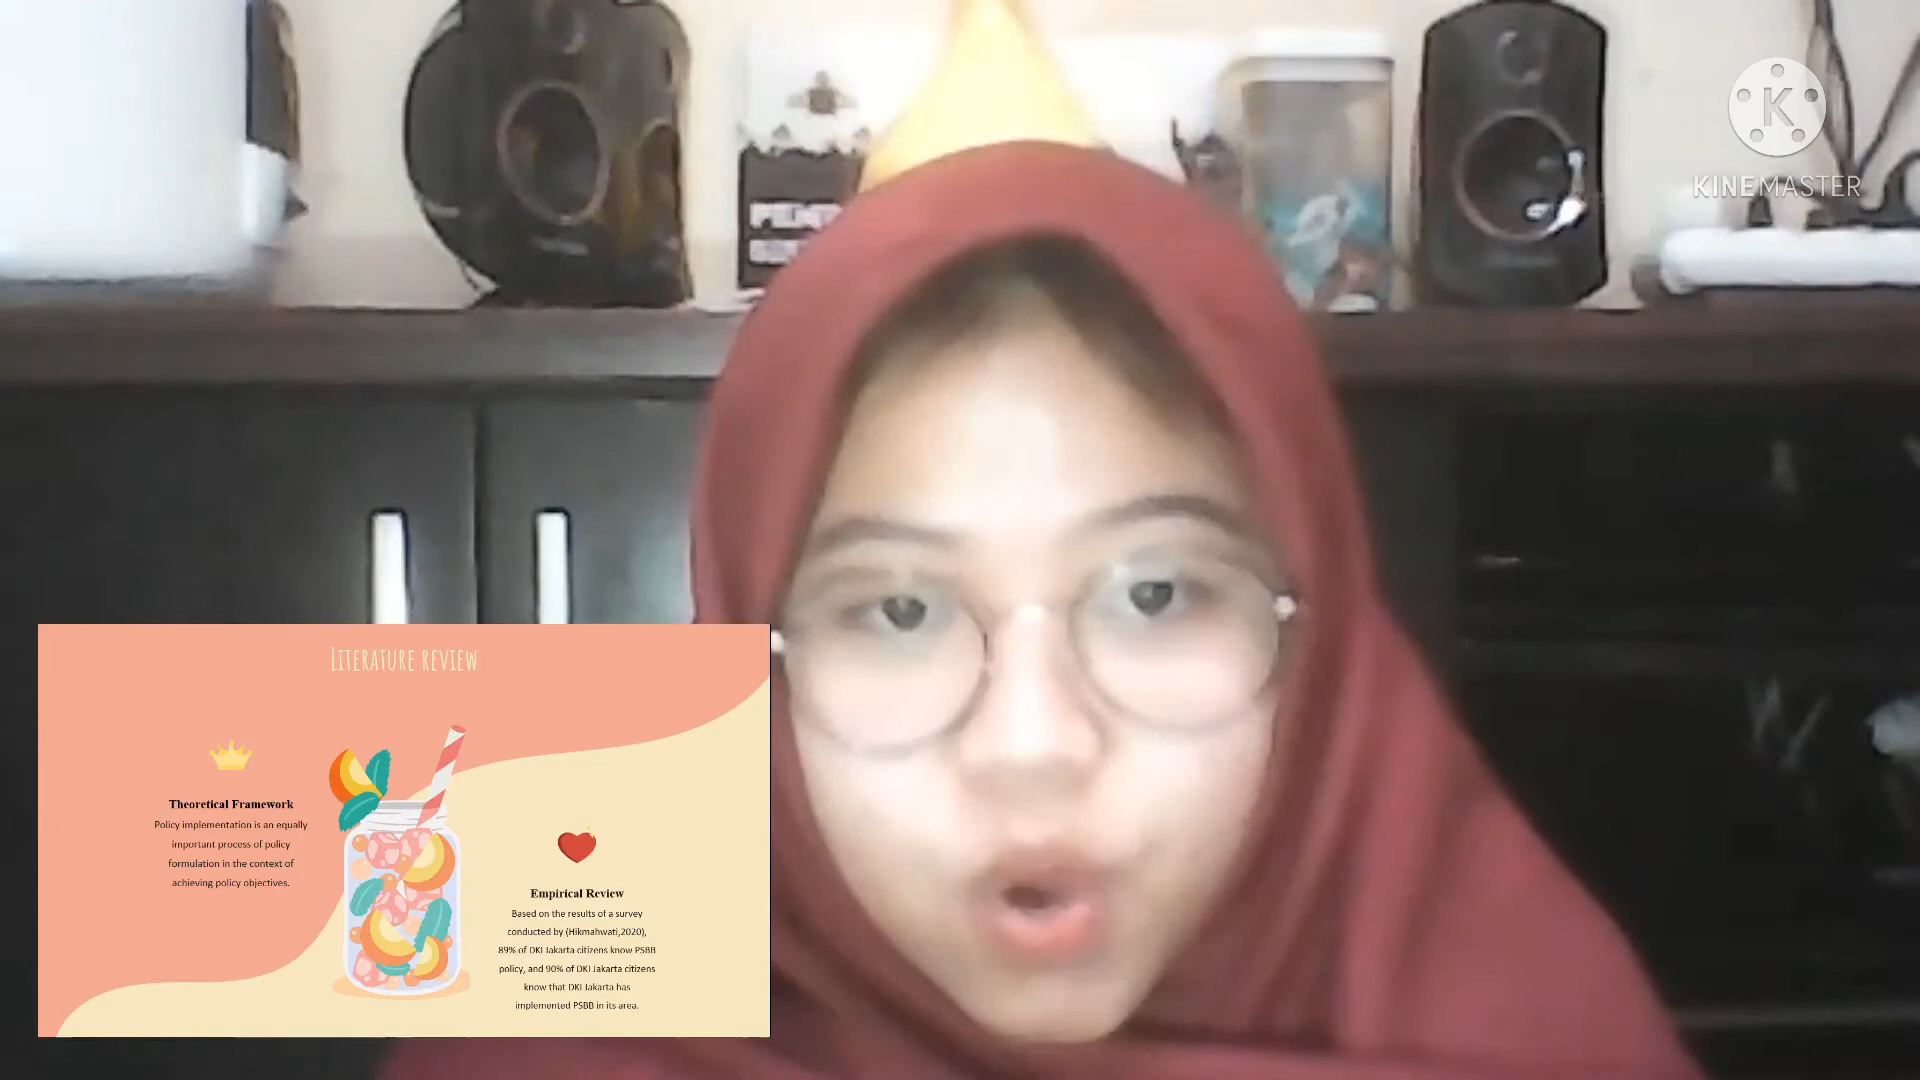 KINEMASTER
LITERATURE REVIEW
Theoretical Framework
Policy implementation is an equally
important process of policy
formulation in the context of
achieving policy objectives.
Empirical Review
Based on the results of a survey
conducted by (Hikmahwati,2020),
89% of DKI Jakarta citizens know PSBB
policy, and 90% of DKI Jakarta citizens
know that DKI Jakarta has
implemented PSBB in its area.